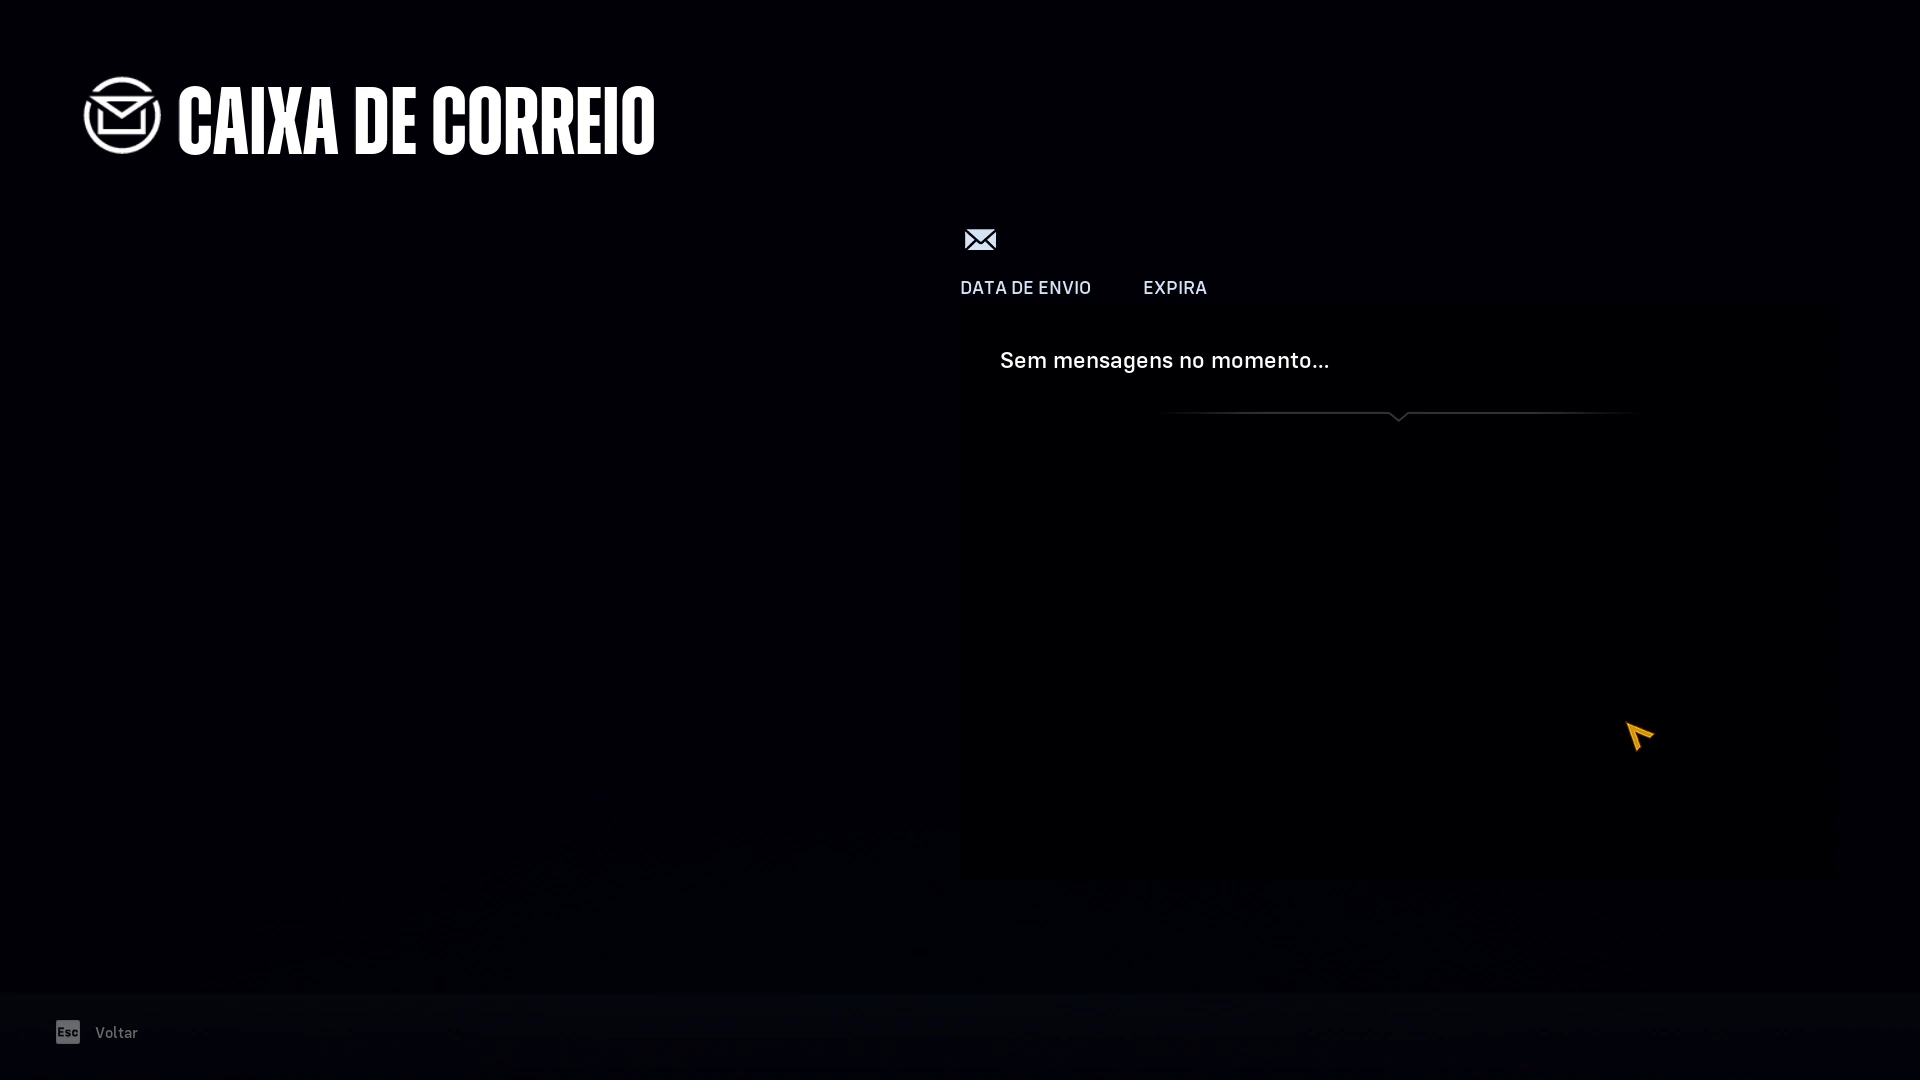 CAIXA DE CORREIO
DATA DE ENVIO EXPIRA
Sem mensagens no momento...
Esc Voltar